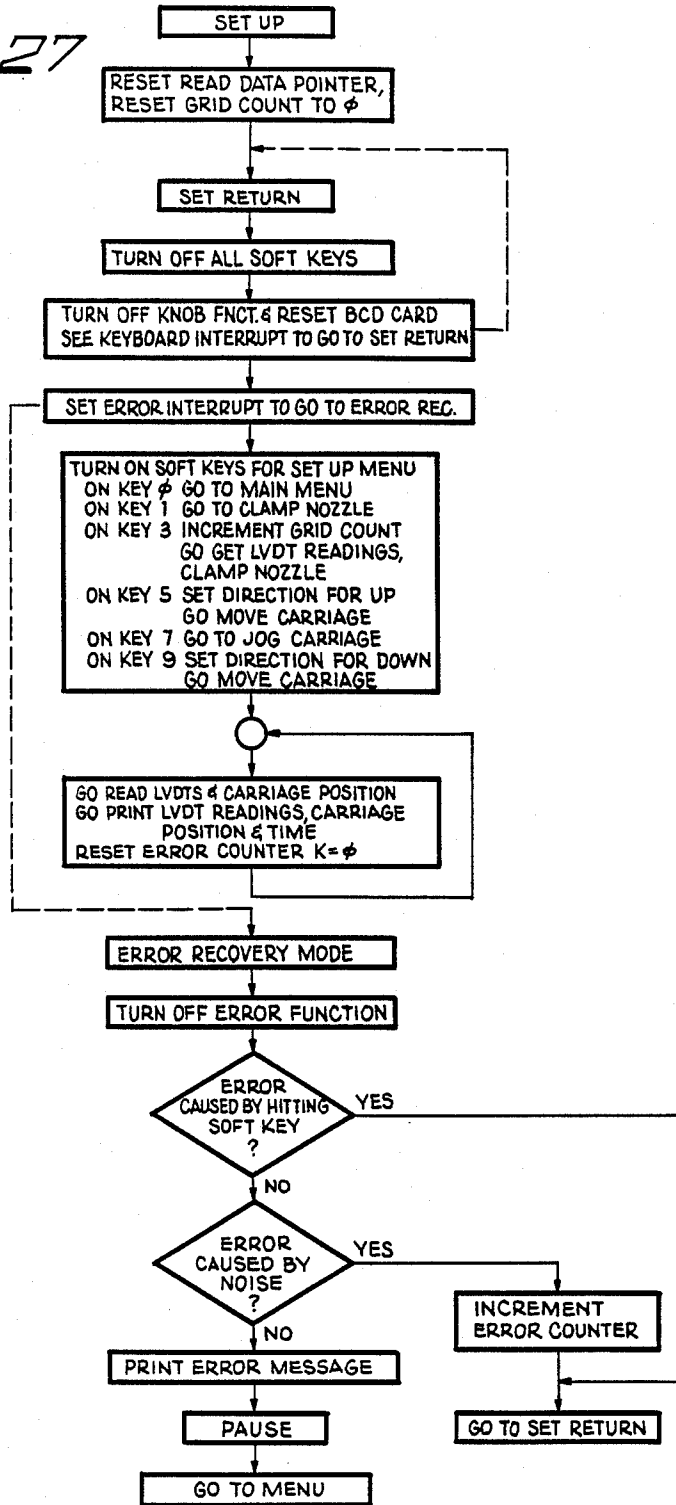 27
SET UP
RESET READ DATA POINTER,
RESET GRID COUNT TO φ
SET RETURN
TURN OFF ALL SOFT KEYS
TURN OFF KNOB FNCT. & RESET BCD CARD
SEE KEYBOARD INTERRUPT TO GO TO SET RETURN
SET ERROR INTERRUPT TO GO TO ERROR REC.
TURN ON SOFT KEYS FOR SET UP MENU
ON KEY φ GO TO MAIN MENU
ON KEY 1 GO TO CLAMP NOZZLE
ON KEY 3 INCREMENT GRID COUNT
GO GET LVDT READINGS,
CLAMP NOZZLE
ON KEY 5 SET DIRECTION FOR UP
GO MOVE CARRIAGE
ON KEY 7 GO TO JOG CARRIAGE
ON KEY 9 SET DIRECTION FOR DOWN
GO MOVE CARRIAGE
GO READ LVDTS & CARRIAGE POSITION
GO PRINT LVDT READINGS, CARRIAGE
POSITION & TIME
RESET ERROR COUNTER K=φ
ERROR RECOVERY MODE
TURN OFF ERROR FUNCTION
ERROR
CAUSED BY HITTING
SOFT KEY
?
YES
NO
ERROR
CAUSED BY
NOISE
?
YES
NO
INCREMENT
ERROR COUNTER
PRINT ERROR MESSAGE
PAUSE
GO TO SET RETURN
GO TO MENU